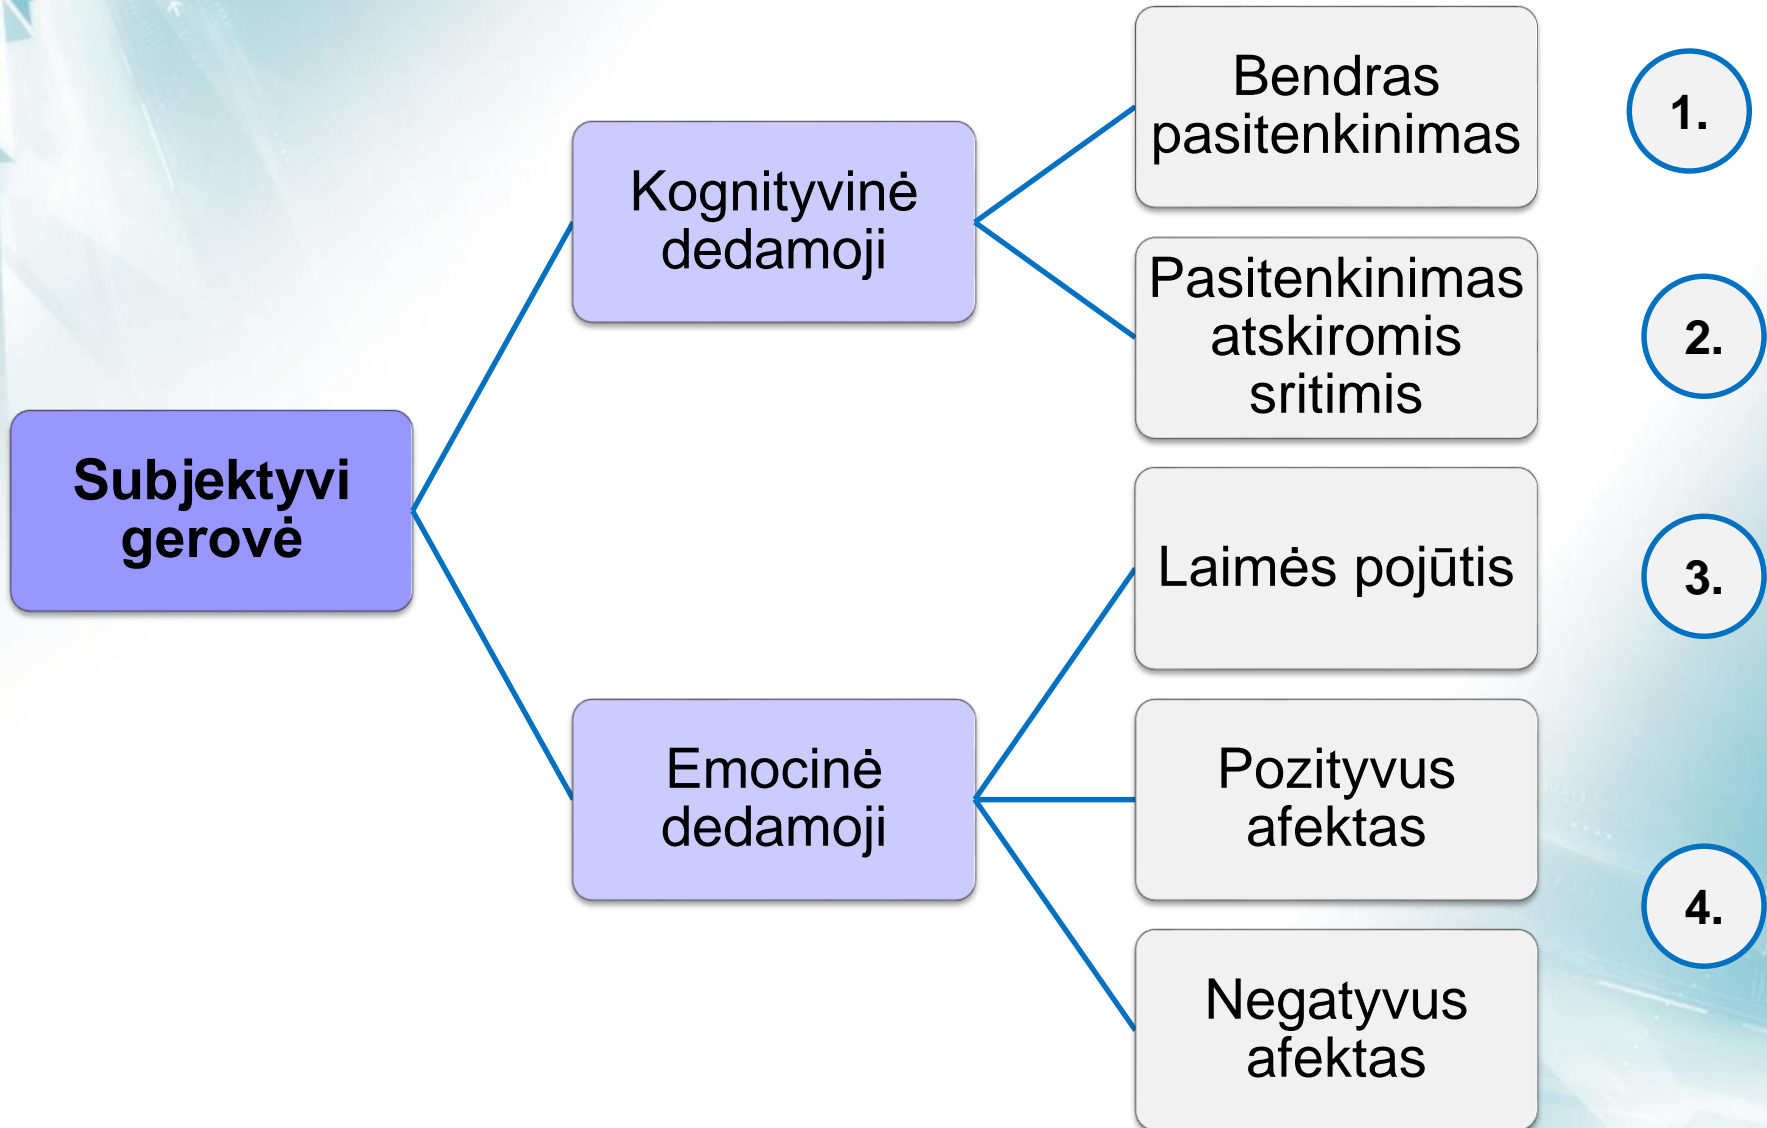 Subjektyvi
gerovė
Kognityvinė
dedamoji
Emocinė
dedamoji
Bendras
pasitenkinimas
1.
Pasitenkinimas
atskiromis
sritimis
2.
Laimės pojūtis
3.
Pozityvus
afektas
4.
Negatyvus
afektas